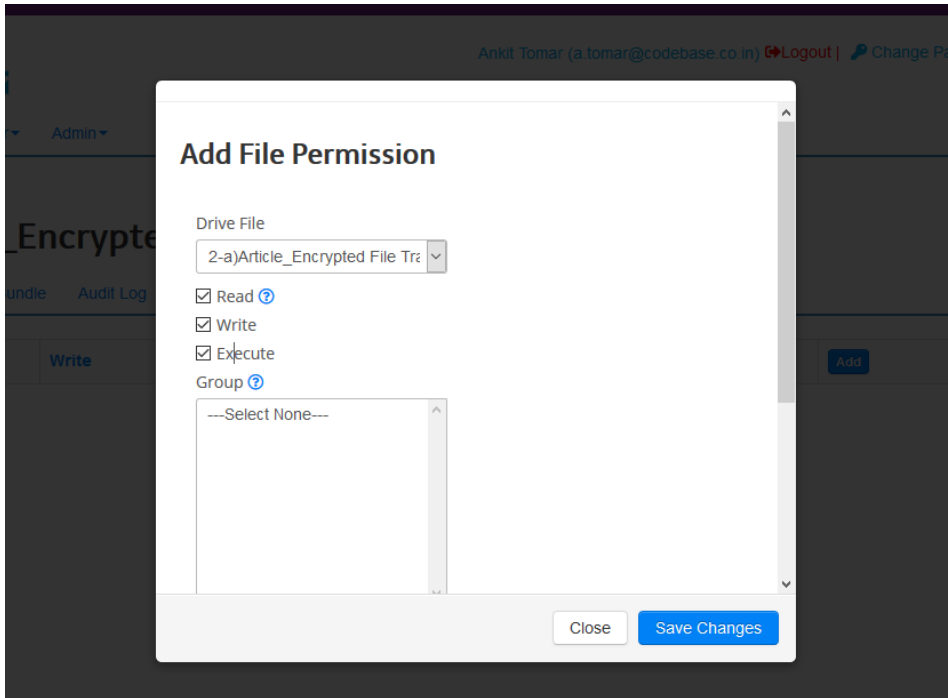 Ankit Tomar (a.tomar@codebase.co.in) Logout | Change Pa
Admin
Add File Permission
_Encrypte
Drive File
2-a)Article_Encrypted File Tra
undle Audit Log
Read
Write
Execute
Write
Add
Group
---Select None---
Close Save Changes